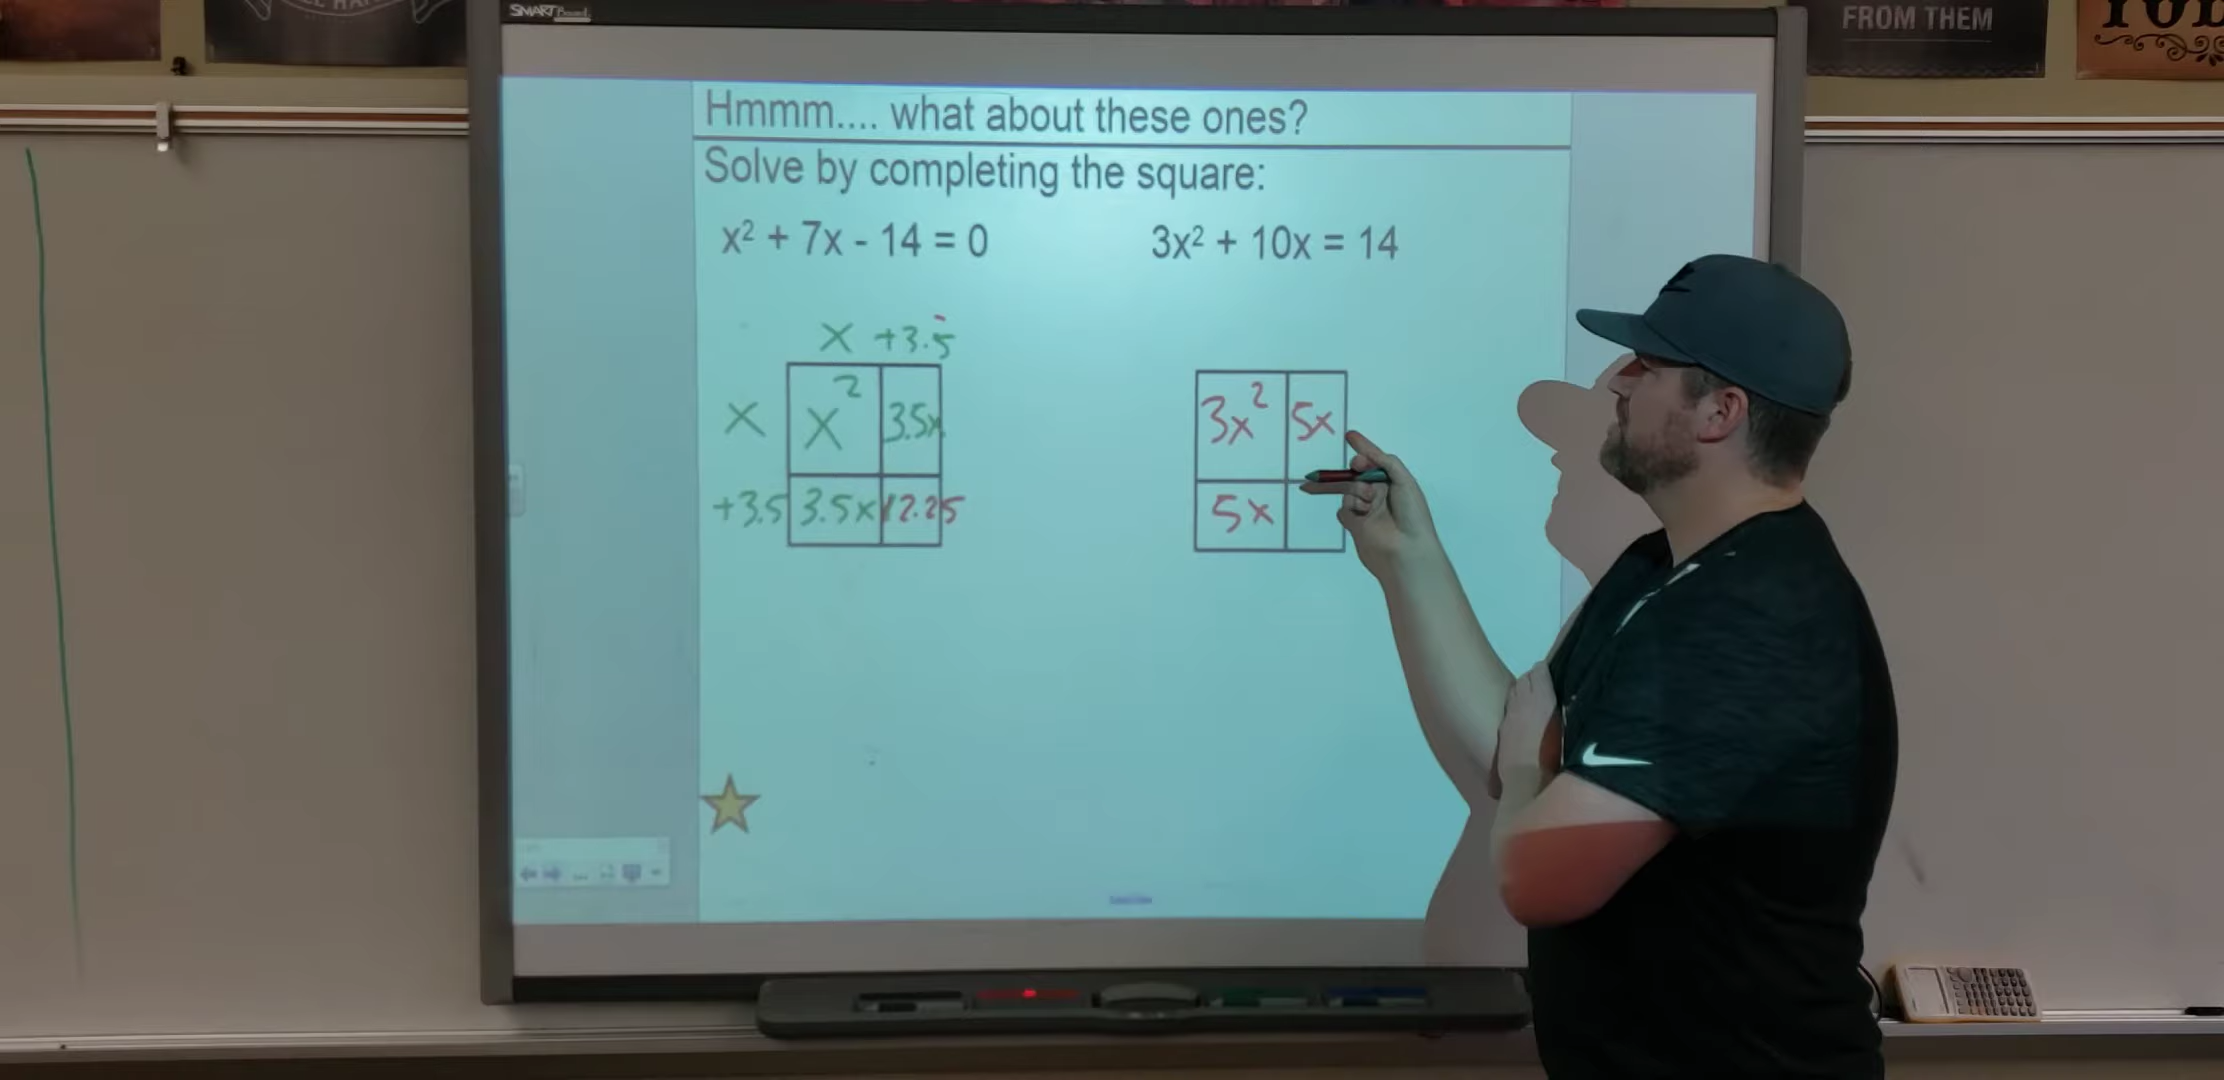 SMART Board
FROM THEM
Hmmm.... what about these ones?
Solve by completing the square:
x² + 7x - 14 = 0
3x² + 10x = 14
x +3.5
x x² 3.5x
+3.5 3.5x 12.25
3x² 5x
5x